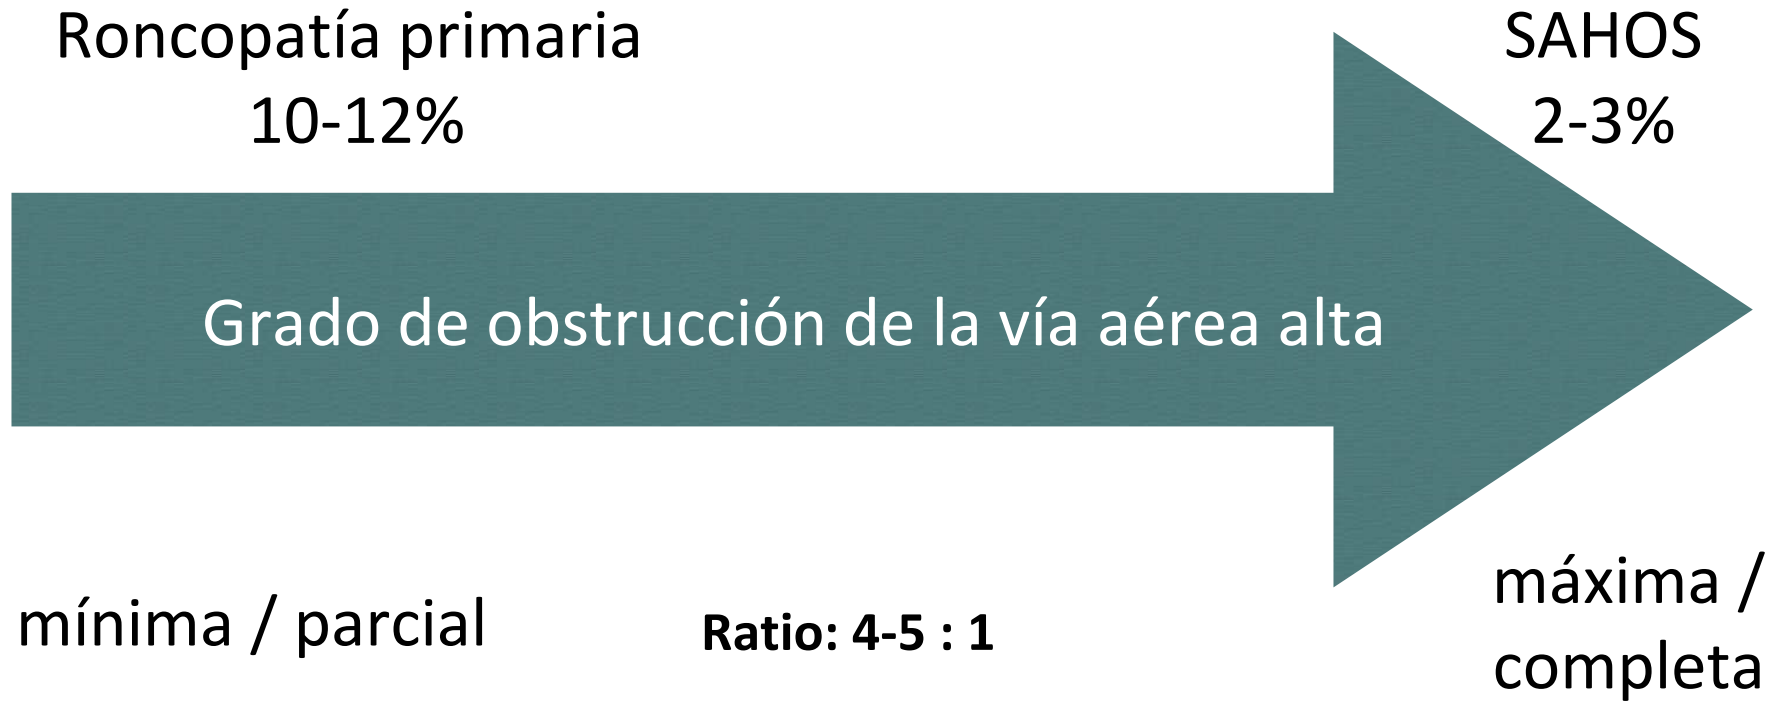 Roncopatía primaria
10-12%
SAHOS
2-3%
Grado de obstrucción de la vía aérea alta
mínima / parcial
Ratio: 4-5 : 1
máxima /
completa